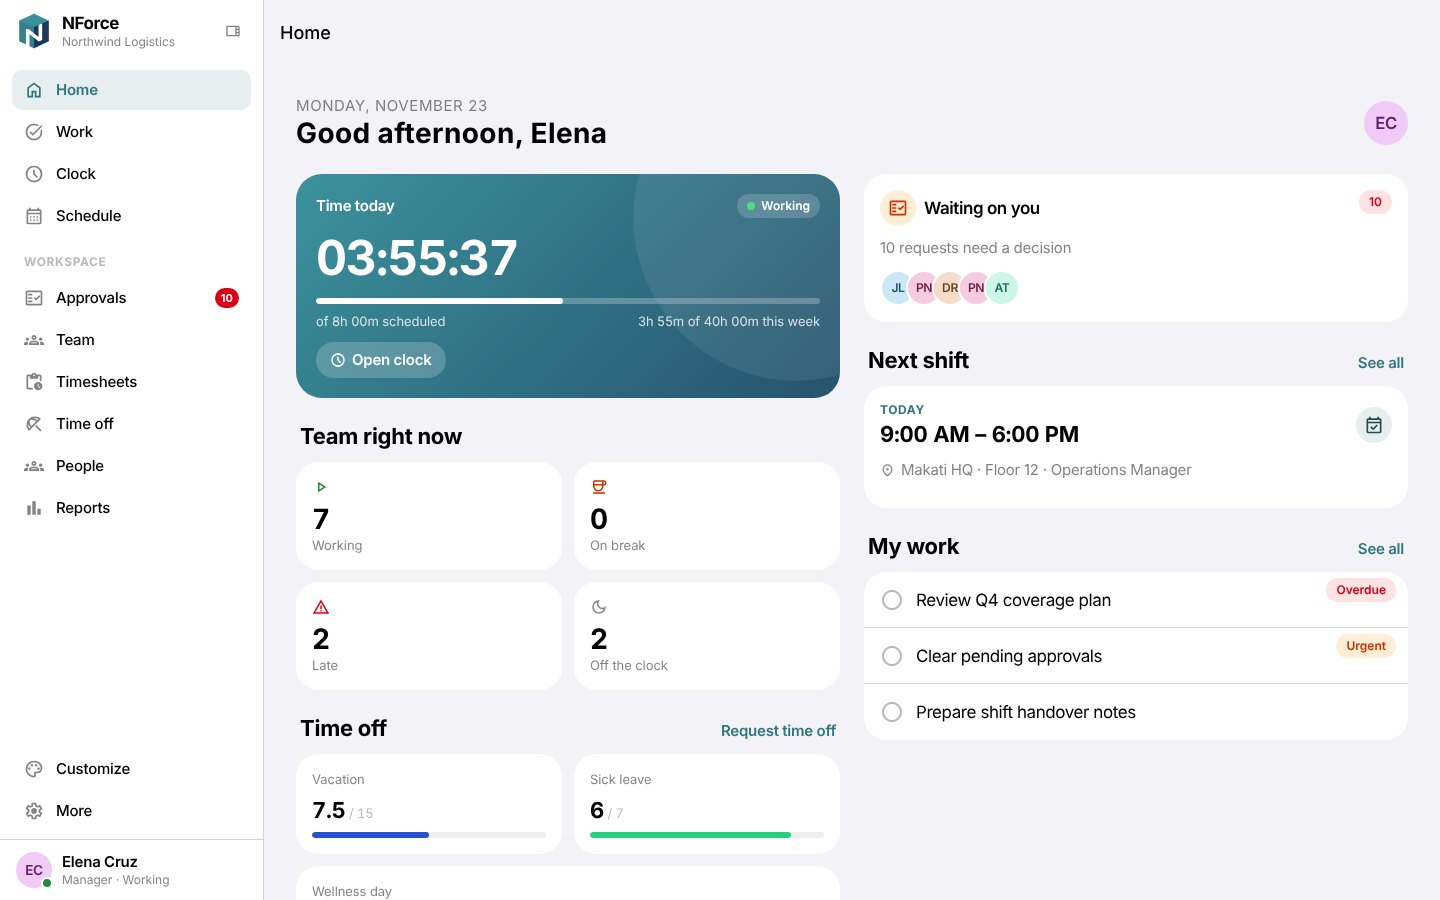 NForce
Northwind Logistics
Home
Work
Clock
Schedule
WORKSPACE
Approvals 10
Team
Timesheets
Time off
People
Reports
Customize
More
EC
Elena Cruz
Manager · Working
Home
MONDAY, NOVEMBER 23
Good afternoon, Elena
EC
Time today
Working
03:55:37
of 8h 00m scheduled
3h 55m of 40h 00m this week
Open clock
Team right now
7
Working
0
On break
2
Late
2
Off the clock
Time off
Request time off
Vacation
7.5 / 15
Sick leave
6 / 7
Wellness day
Waiting on you
10
10 requests need a decision
JL PN DR PN AT
Next shift
See all
TODAY
9:00 AM – 6:00 PM
Makati HQ · Floor 12 · Operations Manager
My work
See all
Review Q4 coverage plan
Overdue
Clear pending approvals
Urgent
Prepare shift handover notes